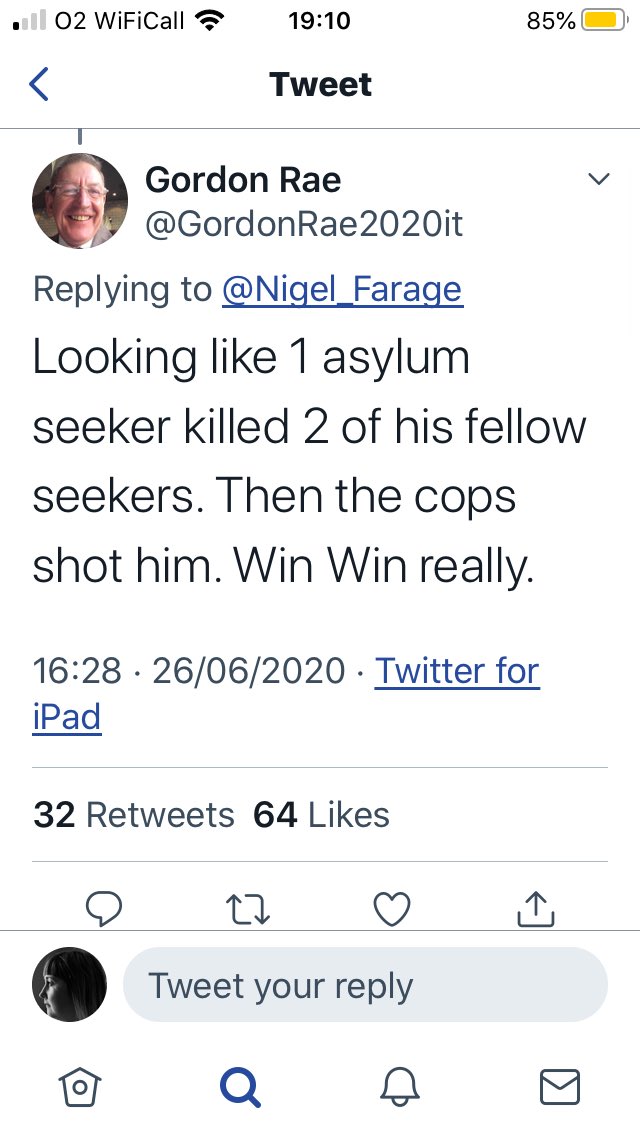 O2 WiFiCall 19:10 85%
Tweet
Gordon Rae
@GordonRae2020it
Replying to @Nigel_Farage
Looking like 1 asylum
seeker killed 2 of his fellow
seekers. Then the cops
shot him. Win Win really.
16:28 · 26/06/2020 · Twitter for
iPad
32 Retweets 64 Likes
Tweet your reply